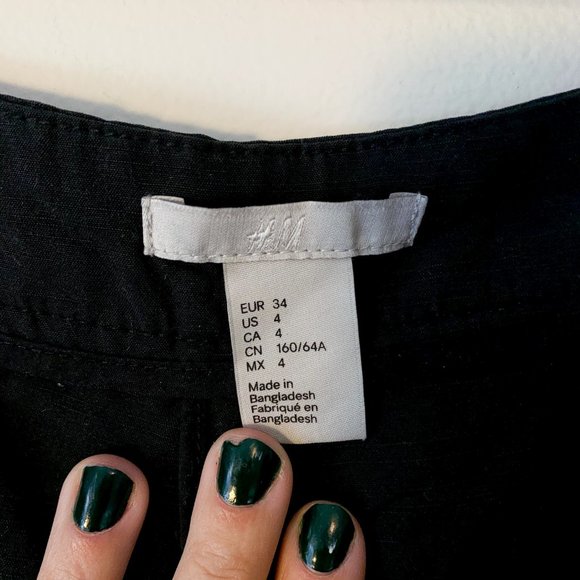 H&M
EUR 34
US 4
CA 4
CN 160/64A
MX 4
Made in
Bangladesh
Fabriqué en
Bangladesh